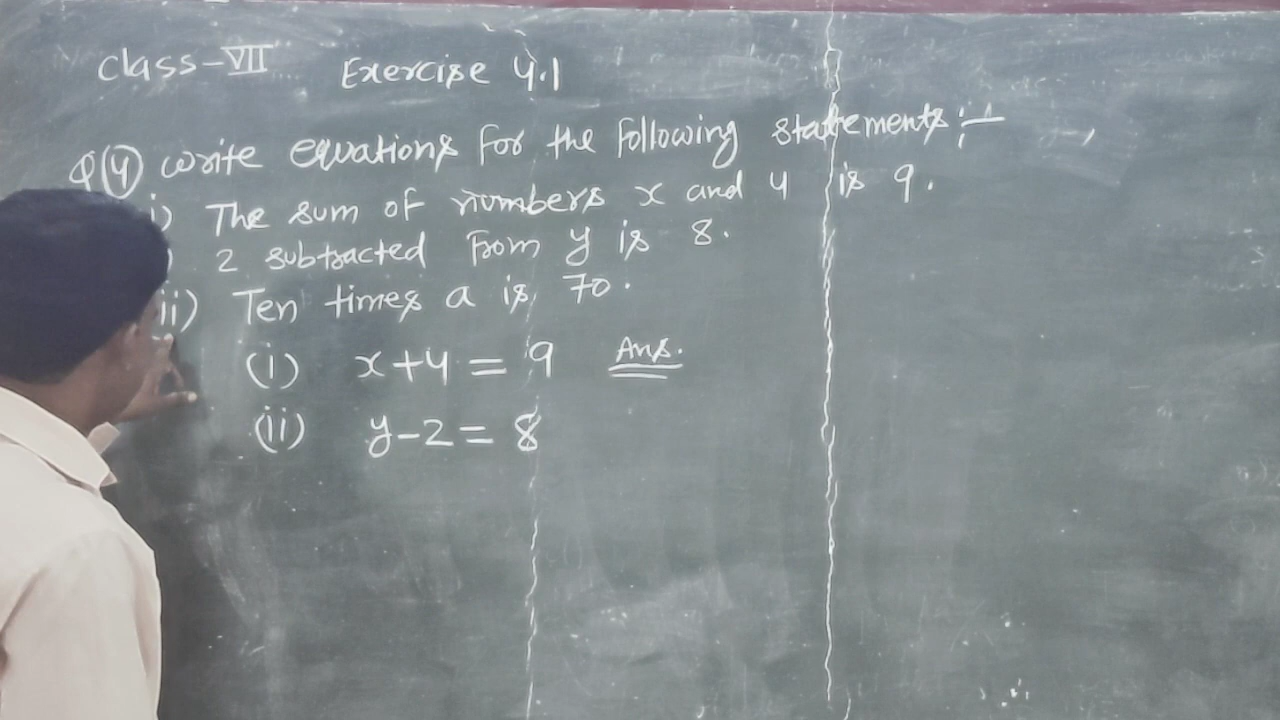 Class-VII Exercise 4.1
Q(4) Write equations for the following statements:-
i) The sum of numbers x and 4 is 9.
) 2 subtracted from y is 8.
ii) Ten times a is 70.
(i) x+4 = 9 Ans.
(ii) y-2 = 8